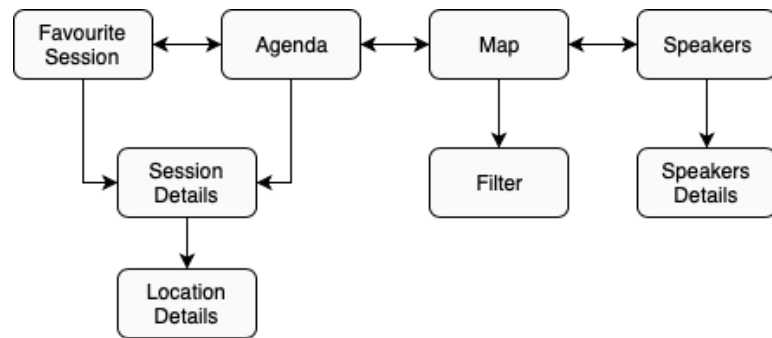 Favourite
Session
Agenda
Map
Speakers
Session
Details
Filter
Speakers
Details
Location
Details